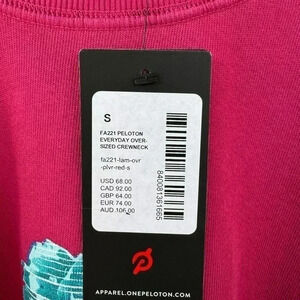 S
FA221 PELOTON
EVERYDAY OVER-
SIZED CREWNECK
fa221-lam-ovr
-plvr-red-s
USD 68.00
CAD 92.00
GBP 64.00
EUR 74.00
AUD 106.00
840081361665
APPAREL.ONEPELOTON.COM